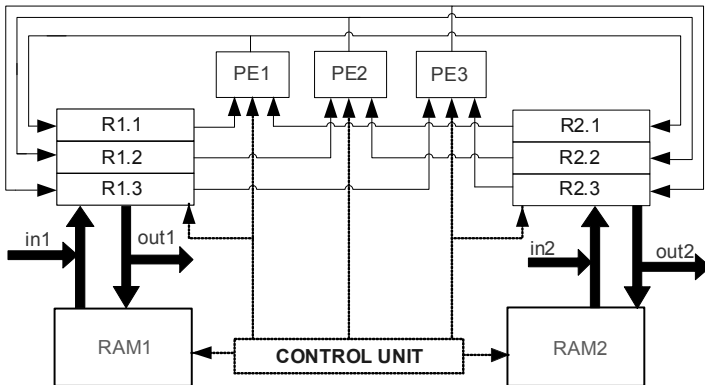 PE1 PE2 PE3
R1.1 R2.1
R1.2 R2.2
R1.3 R2.3
in1 out1 in2 out2
RAM1 CONTROL UNIT RAM2